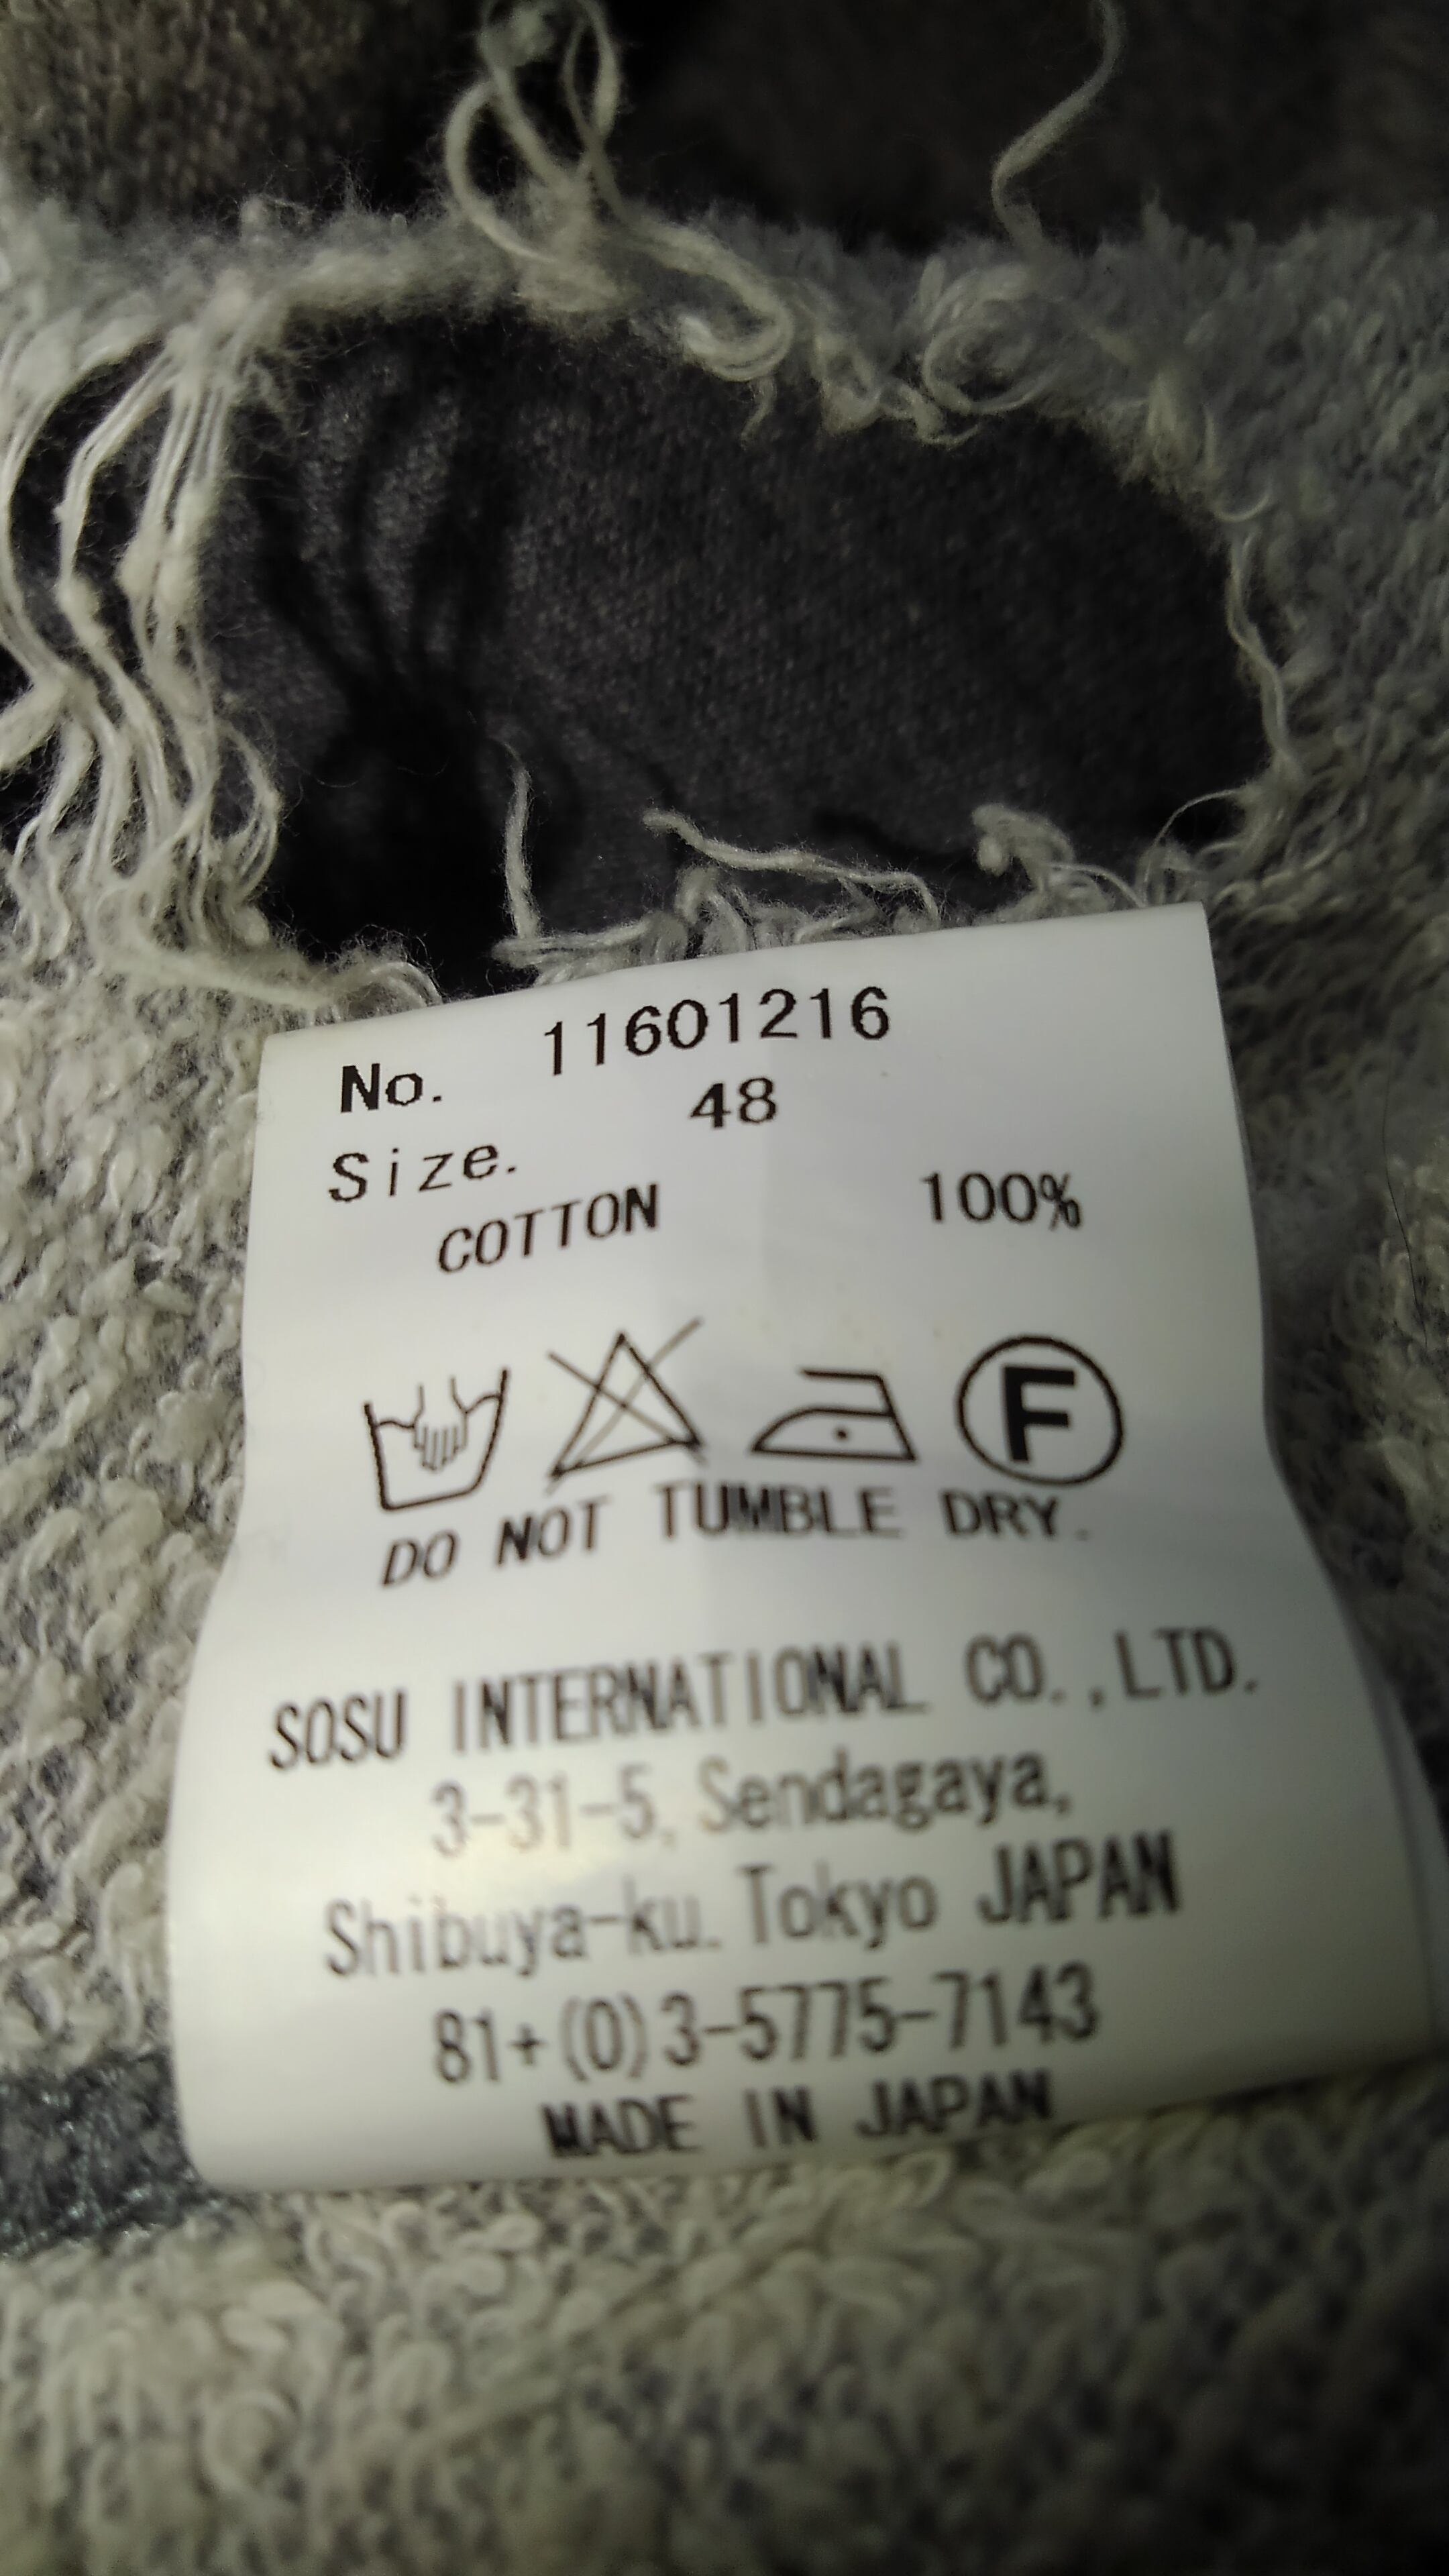 No. 11601216
Size. 48
COTTON 100%
F
DO NOT TUMBLE DRY.
SOSU INTERNATIONAL CO.,LTD.
3-31-5, Sendagaya,
Shibuya-ku. Tokyo JAPAN
81+(0)3-5775-7143
MADE IN JAPAN